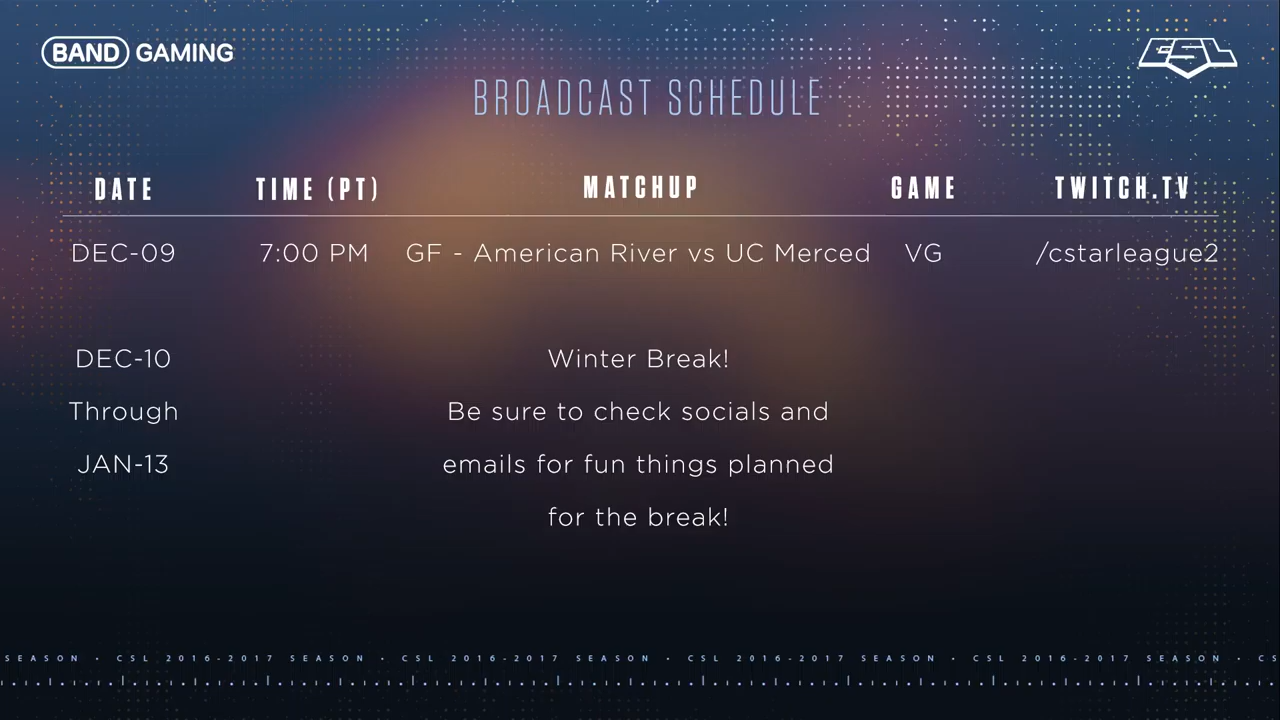 BAND GAMING
CSL
BROADCAST SCHEDULE
DATE TIME (PT) MATCHUP GAME TWITCH.TV
DEC-09 7:00 PM GF - American River vs UC Merced VG /cstarleague2
DEC-10 Winter Break!
Through Be sure to check socials and
JAN-13 emails for fun things planned
for the break!
SEASON • CSL 2016-2017 SEASON • CSL 2016-2017 SEASON • CSL 2016-2017 SEASON • CSL 2016-2017 SEASON • CS